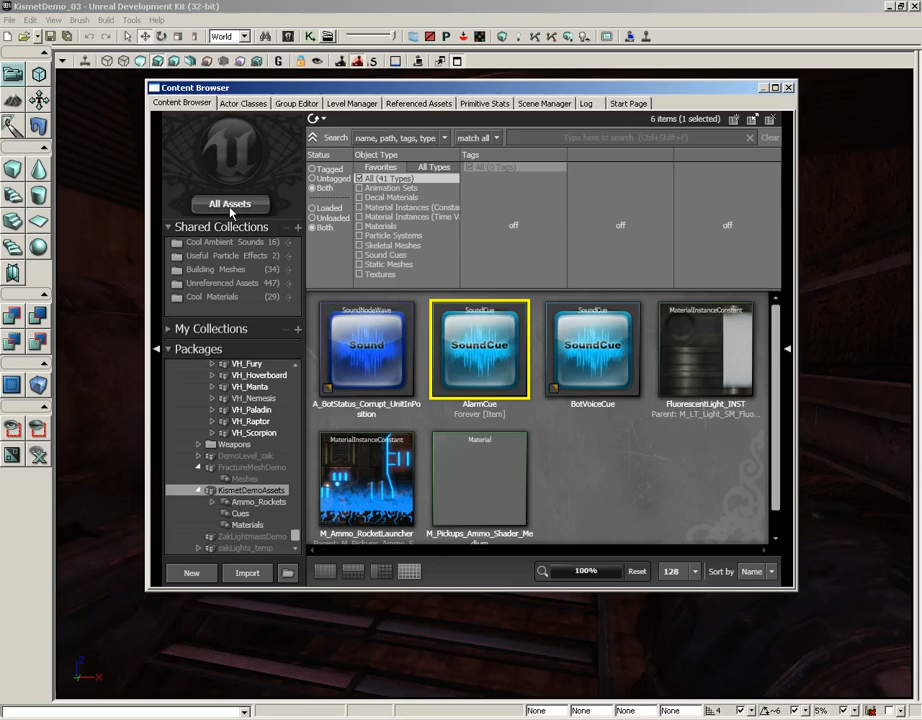 KismetDemo_03 - Unreal Development Kit (32-bit)
File Edit View Brush Build Tools Help
World
Content Browser
Content Browser Actor Classes Group Editor Level Manager Referenced Assets Primitive Stats Scene Manager Log Start Page
6 items (1 selected)
Search name, path, tags, type match all Type here to search (Ctrl+Shift+F) Clear
Status Object Type Tags
Favorites All Types All (0 Tags)
Tagged
Untagged
Both
Loaded
Unloaded
Both
All (41 Types)
Animation Sets
Decal Materials
Material Instances (Constan
Material Instances (Time V
Materials
Particle Systems
Skeletal Meshes
Sound Cues
Static Meshes
Textures
off off off
All Assets
Shared Collections
Cool Ambient Sounds 16)
Useful Particle Effects 2)
Building Meshes (34)
Unreferenced Assets 447)
Cool Materials (29)
My Collections
Packages
VH_Fury
VH_Hoverboard
VH_Manta
VH_Nemesis
VH_Paladin
VH_Raptor
VH_Scorpion
Weapons
DemoLevel_zak
FractureMeshDemo
Meshes
KismetDemoAssets
Ammo_Rockets
Cues
Materials
ZakLightmassDemo
zakLights_temp
New Import
SoundNodeWave
Sound
A_BotStatus_Corrupt_UnitInPo
sition
SoundCue
SoundCue
AlarmCue
Forever [Item]
SoundCue
SoundCue
BotVoiceCue
MaterialInstanceConstant
FluorescentLight_INST
Parent: M_LT_Light_SM_Fluo...
MaterialInstanceConstant
M_Ammo_RocketLauncher
Parent: M_Pickups_Ammo_S
Material
M_Pickups_Ammo_Shader_Me
dium
100% Reset 128 Sort by Name
Z
X
None None None None 4 ~6 5%